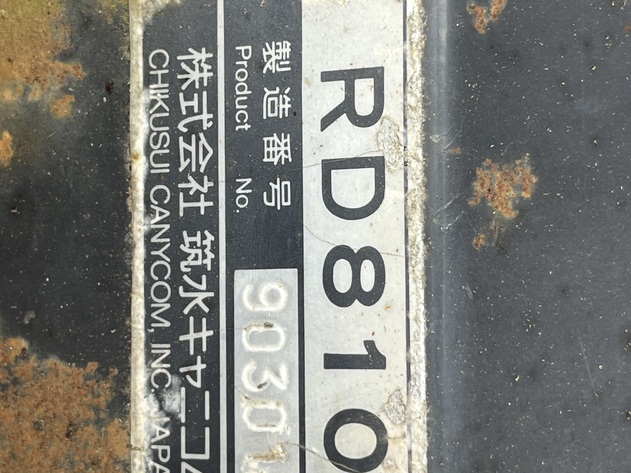 RD810
製造番号
Product No. 9030
株式会社 筑水キャニコム
CHIKUSUI CANYCOM, INC. JAPA